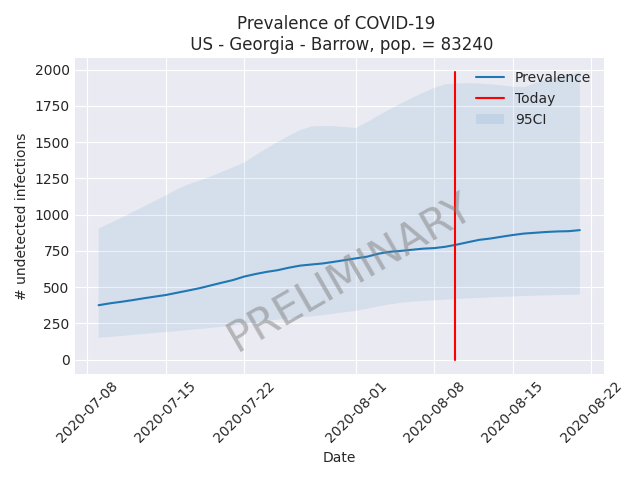 Prevalence of COVID-19
US - Georgia - Barrow, pop. = 83240
Prevalence
Today
95CI
2000
1750
1500
1250
1000
750
500
250
0
# undetected infections
PRELIMINARY
2020-07-08
2020-07-15
2020-07-22
2020-08-01
2020-08-08
2020-08-15
2020-08-22
Date